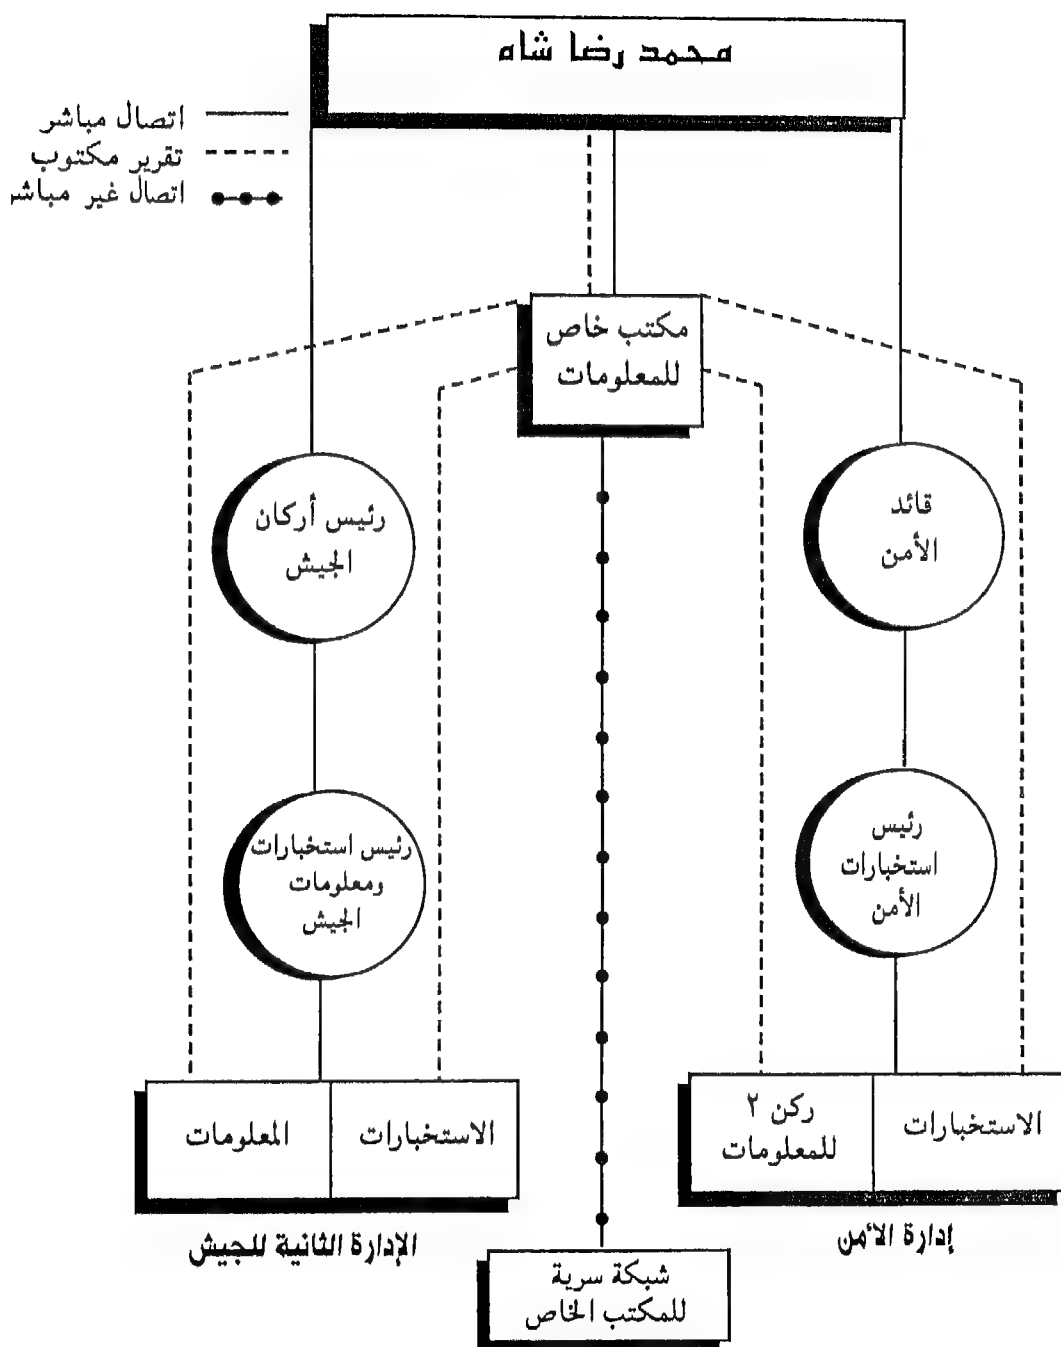 محمد رضا شاه
اتصال مباشر
تقرير مكتوب
اتصال غير مباشر
مكتب خاص
للمعلومات
قائد
الأمن
رئيس أركان
الجيش
رئيس
استخبارات
الأمن
رئيس استخبارات
ومعلومات
الجيش
الاستخبارات
ركن ٢
للمعلومات
الاستخبارات
المعلومات
إدارة الأمن
الإدارة الثانية للجيش
شبكة سرية
للمكتب الخاص